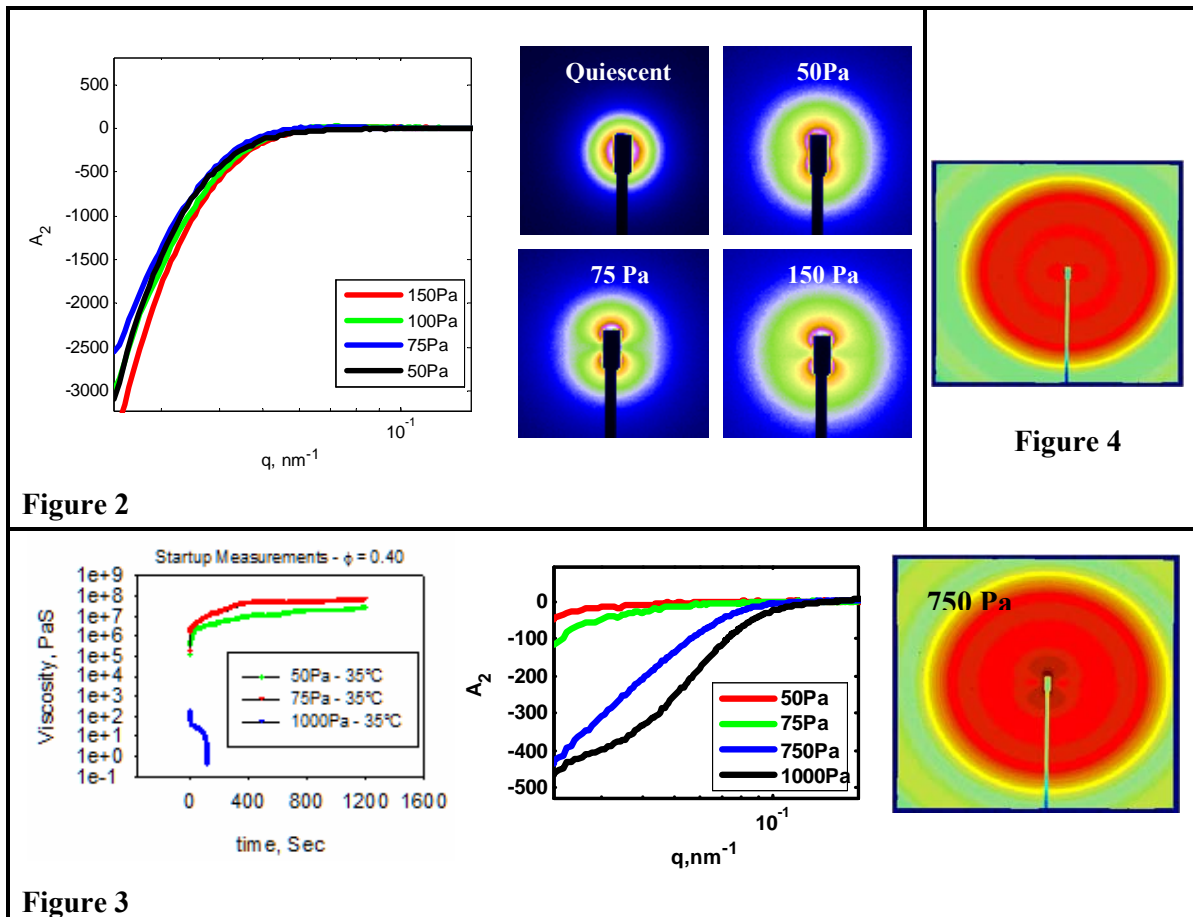 500
0
-500
-1000
-1500
-2000
-2500
-3000
A2
150Pa
100Pa
75Pa
50Pa
10-1
q, nm-1
Quiescent
50Pa
75 Pa
150 Pa
Figure 2
Figure 4
Startup Measurements - ϕ = 0.40
1e+9
1e+8
1e+7
1e+6
1e+5
1e+4
1e+3
1e+2
1e+1
1e+0
1e-1
Viscosity, PaS
50Pa - 35ºC
75Pa - 35ºC
1000Pa - 35ºC
0 400 800 1200 1600
time, Sec
0
-100
-200
-300
-400
-500
A2
50Pa
75Pa
750Pa
1000Pa
10-1
q,nm-1
750 Pa
Figure 3